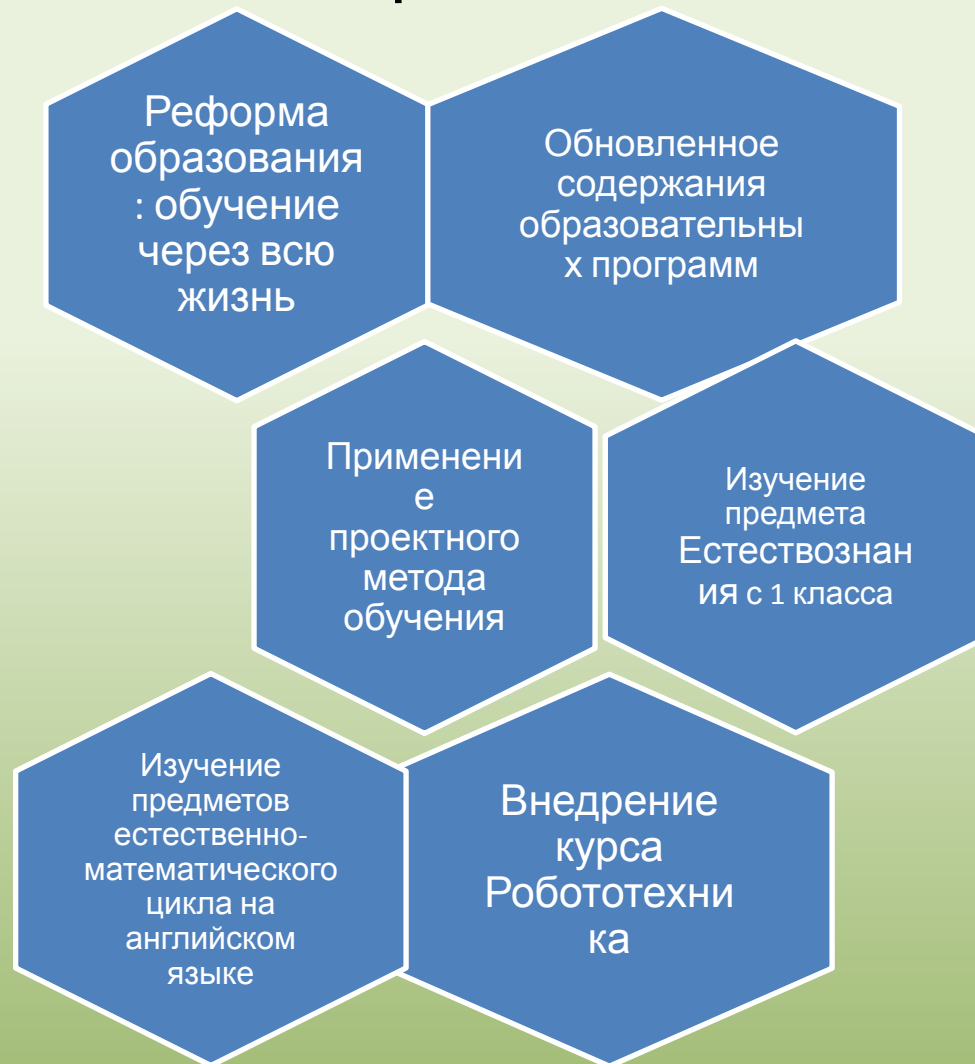 Реформа
образования
: обучение
через всю
жизнь
Обновленное
содержания
образовательны
х программ
Применени
е
проектного
метода
обучения
Изучение
предмета
Естествознан
ия с 1 класса
Изучение
предметов
естественно-
математического
цикла на
английском
языке
Внедрение
курса
Робототехни
ка